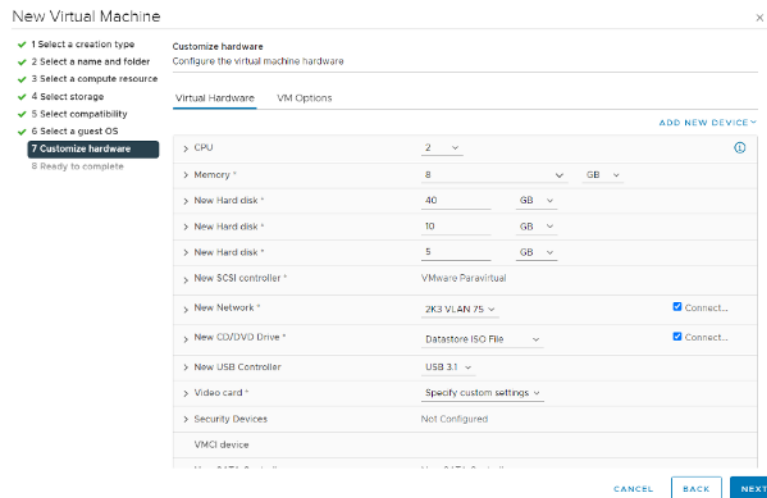 New Virtual Machine
1 Select a creation type
2 Select a name and folder
3 Select a compute resource
4 Select storage
5 Select compatibility
6 Select a guest OS
7 Customize hardware
8 Ready to complete
Customize hardware
Configure the virtual machine hardware
Virtual Hardware VM Options
ADD NEW DEVICE
CPU 2
Memory * 8 GB
New Hard disk * 40 GB
New Hard disk * 10 GB
New Hard disk * 5 GB
New SCSI controller * VMware Paravirtual
New Network * 2K3 VLAN 75 Connect...
New CD/DVD Drive * Datastore ISO File Connect...
New USB Controller USB 3.1
Video card * Specify custom settings
Security Devices Not Configured
VMCI device
CANCEL BACK NEXT